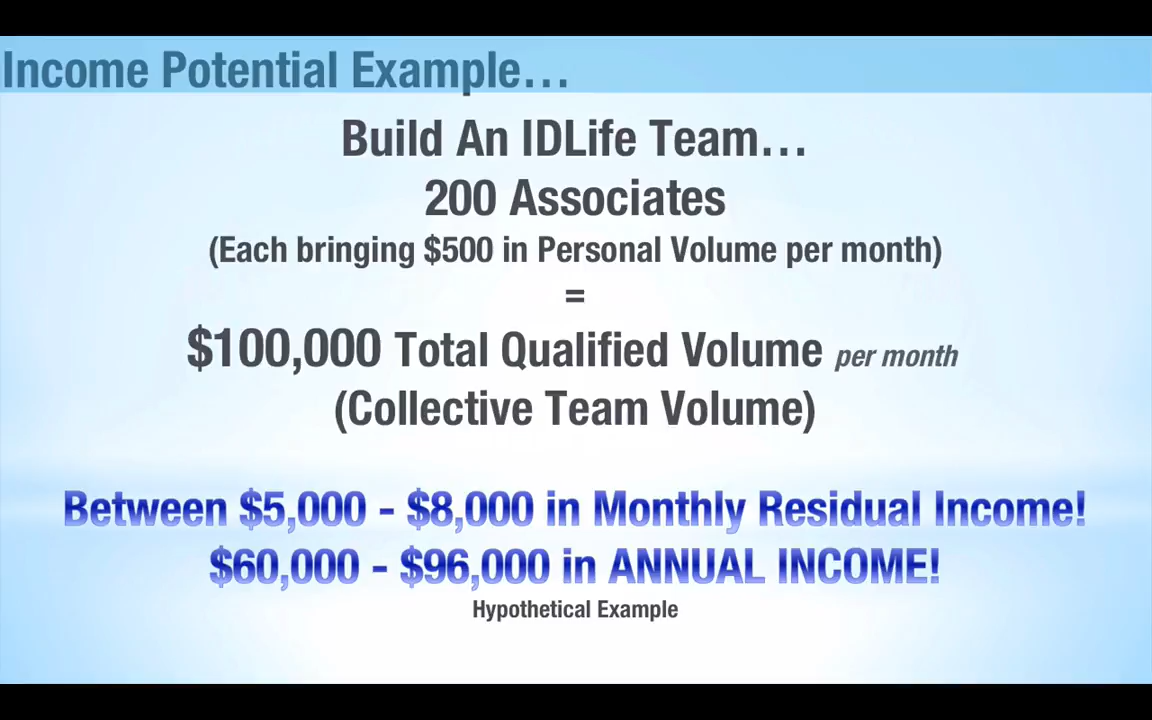 Income Potential Example…
Build An IDLife Team…
200 Associates
(Each bringing $500 in Personal Volume per month)
=
$100,000 Total Qualified Volume per month
(Collective Team Volume)
Between $5,000 - $8,000 in Monthly Residual Income!
$60,000 - $96,000 in ANNUAL INCOME!
Hypothetical Example